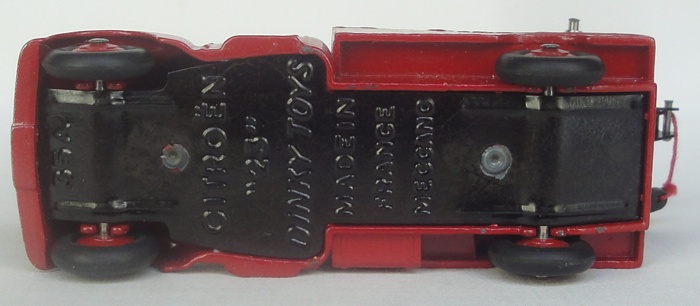 35A
CITROËN
"23"
DINKY TOYS
MADE IN
FRANCE
MECCANO